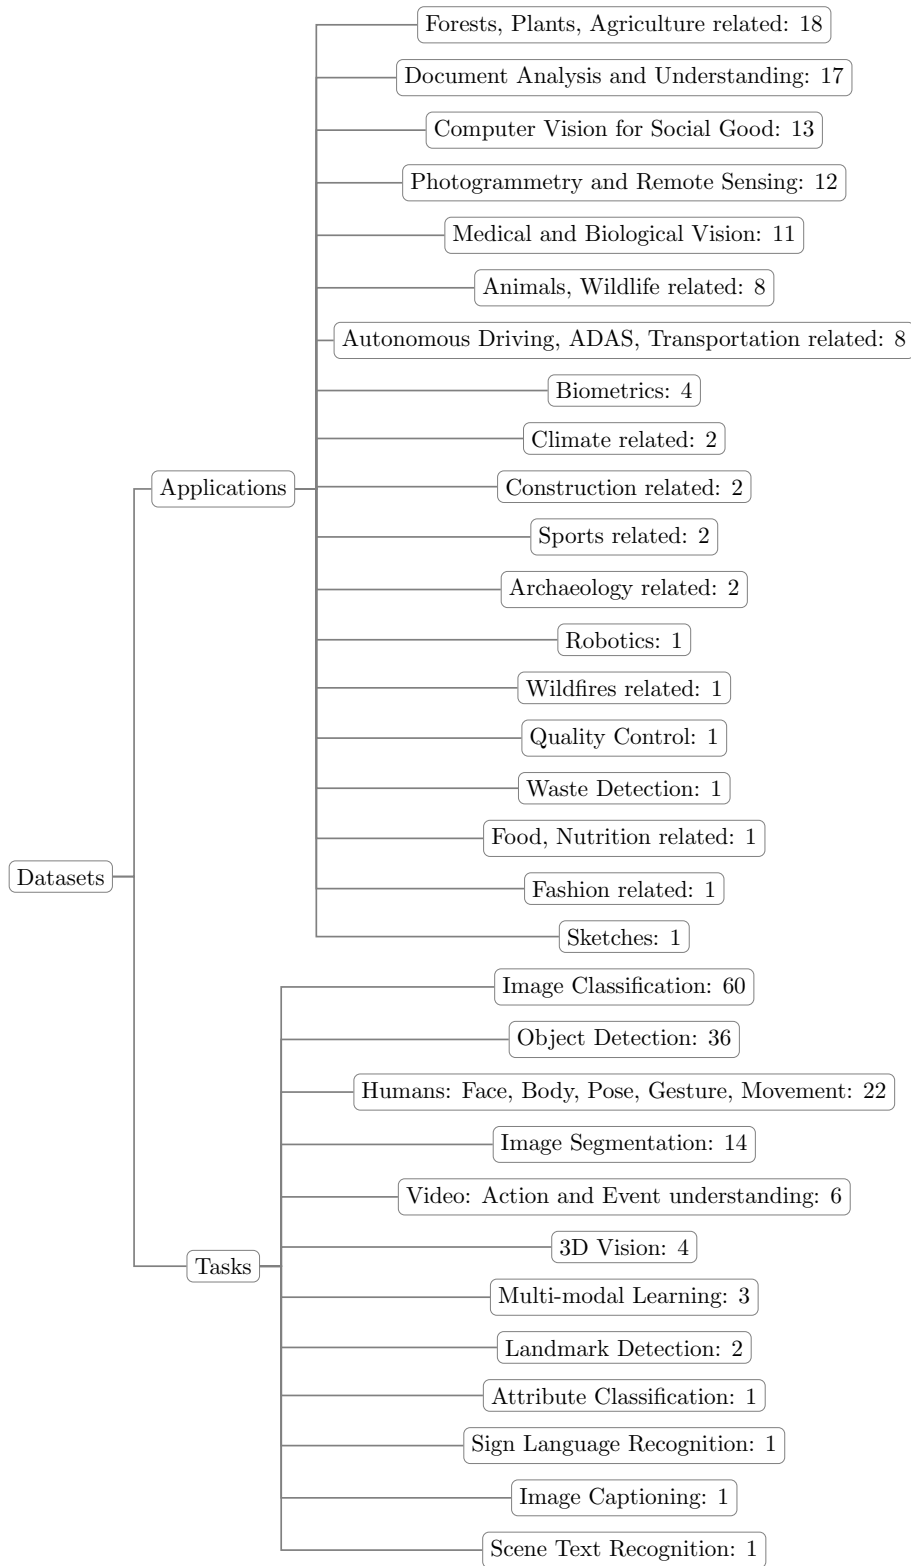 Forests, Plants, Agriculture related: 18
Document Analysis and Understanding: 17
Computer Vision for Social Good: 13
Photogrammetry and Remote Sensing: 12
Medical and Biological Vision: 11
Animals, Wildlife related: 8
Autonomous Driving, ADAS, Transportation related: 8
Biometrics: 4
Climate related: 2
Applications
Construction related: 2
Sports related: 2
Archaeology related: 2
Robotics: 1
Wildfires related: 1
Quality Control: 1
Waste Detection: 1
Food, Nutrition related: 1
Datasets
Fashion related: 1
Sketches: 1
Image Classification: 60
Object Detection: 36
Humans: Face, Body, Pose, Gesture, Movement: 22
Image Segmentation: 14
Video: Action and Event understanding: 6
3D Vision: 4
Tasks
Multi-modal Learning: 3
Landmark Detection: 2
Attribute Classification: 1
Sign Language Recognition: 1
Image Captioning: 1
Scene Text Recognition: 1